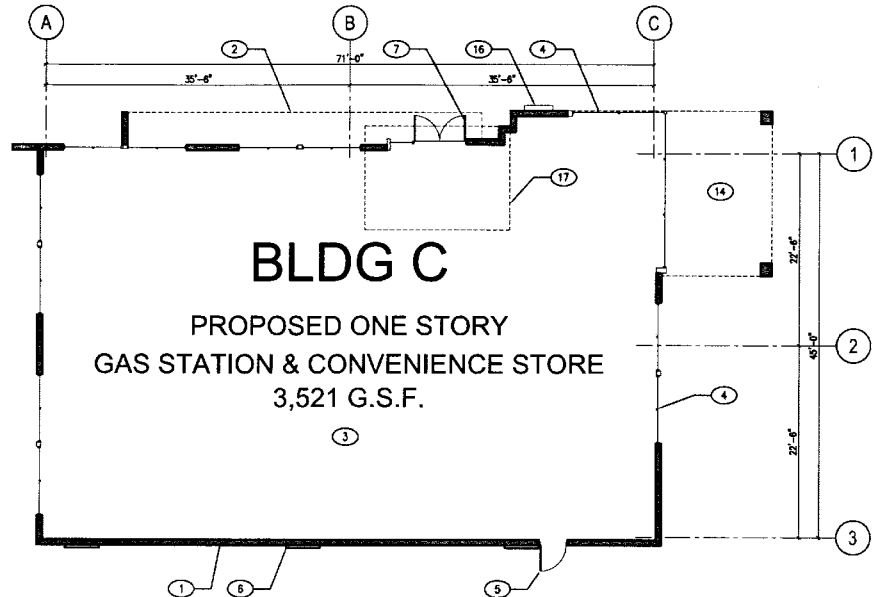 A
B
C
2
7
16
4
71'-0"
35'-6"
35'-6"
1
17
14
22'-6"
BLDG C
PROPOSED ONE STORY
GAS STATION & CONVENIENCE STORE
3,521 G.S.F.
2
45'-0"
4
3
22'-6"
3
1
6
5